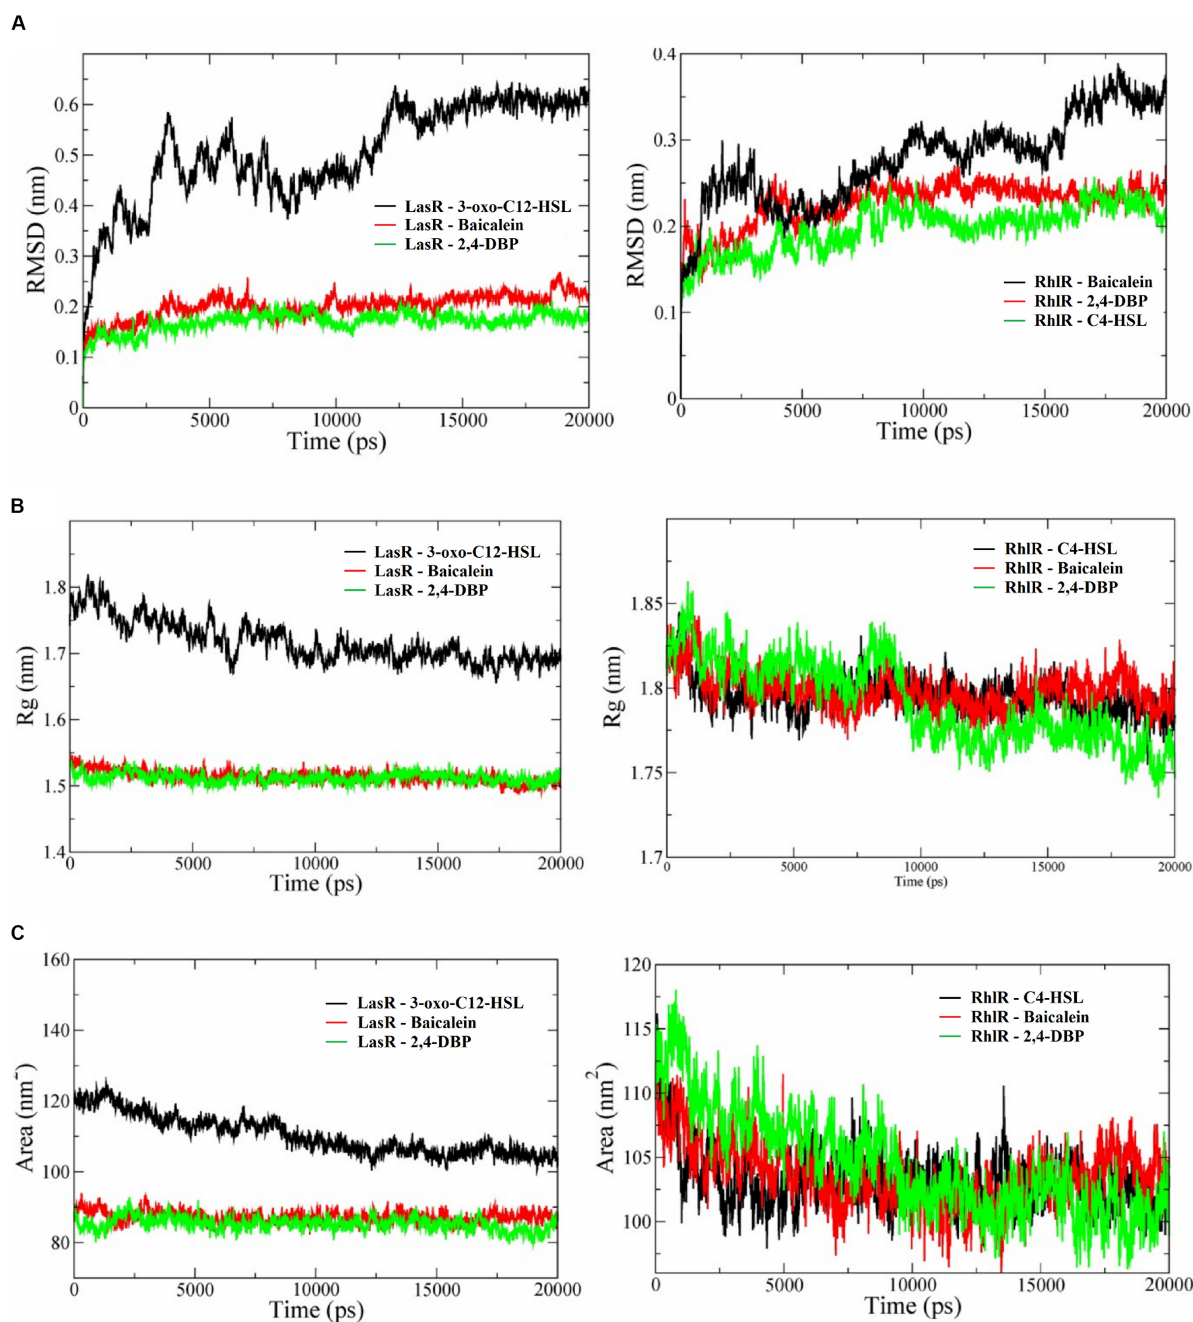 A
0.6
0.5
0.4
0.3
0.2
0.1
0
RMSD (nm)
LasR - 3-oxo-C12-HSL
LasR - Baicalein
LasR - 2,4-DBP
0 5000 10000 15000 20000
Time (ps)
0.4
0.3
0.2
0.1
0
RMSD (nm)
RhlR - Baicalein
RhlR - 2,4-DBP
RhlR - C4-HSL
0 5000 10000 15000 20000
Time (ps)
B
1.8
1.7
1.6
1.5
1.4
Rg (nm)
LasR - 3-oxo-C12-HSL
LasR - Baicalein
LasR - 2,4-DBP
0 5000 10000 15000 20000
Time (ps)
1.85
1.8
1.75
1.7
Rg (nm)
RhlR - C4-HSL
RhlR - Baicalein
RhlR - 2,4-DBP
0 5000 10000 15000 20000
Time (ps)
C
160
140
120
100
80
Area (nm²)
LasR - 3-oxo-C12-HSL
LasR - Baicalein
LasR - 2,4-DBP
0 5000 10000 15000 20000
Time (ps)
120
115
110
105
100
Area (nm²)
RhlR - C4-HSL
RhlR - Baicalein
RhlR - 2,4-DBP
0 5000 10000 15000 20000
Time (ps)